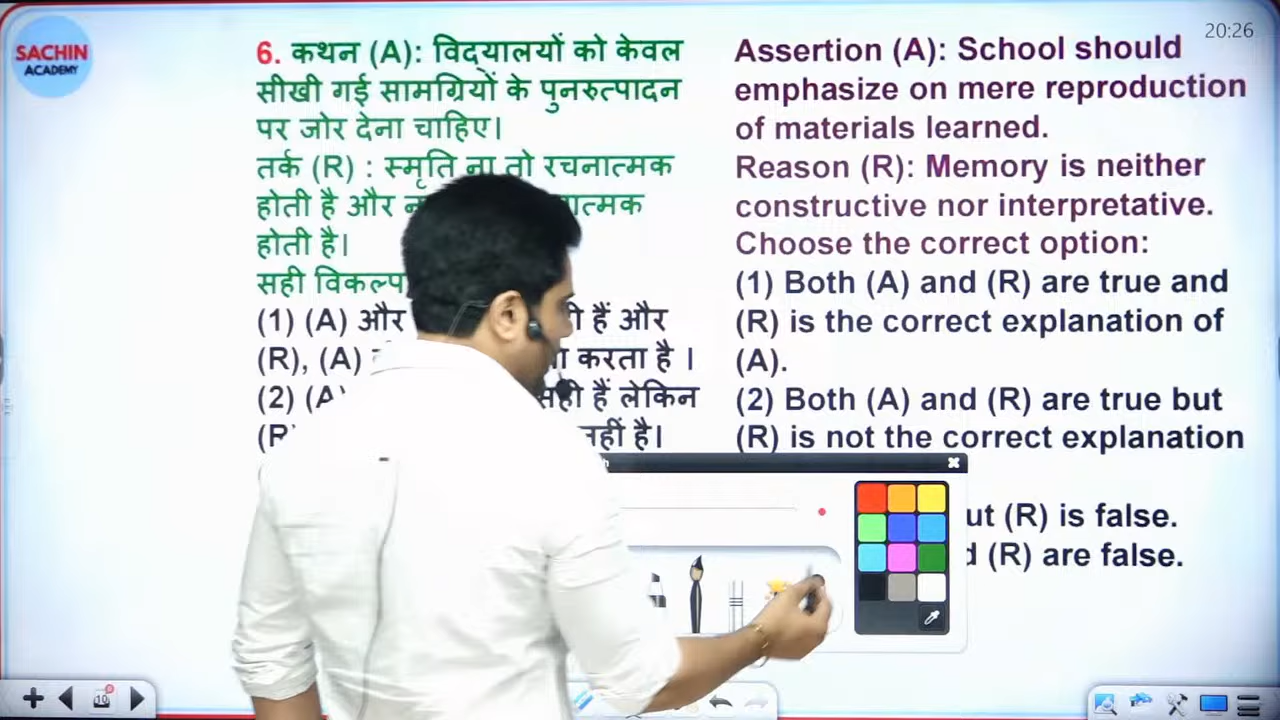 SACHIN
ACADEMY
20:26
6. कथन (A): विद्यालयों को केवल
सीखी गई सामग्रियों के पुनरुत्पादन
पर जोर देना चाहिए।
तर्क (R) : स्मृति ना तो रचनात्मक
होती है और
होती है।
सही विकल्प
(1) (A) और हैं और
(R), (A) करता है ।
(2) सही हैं लेकिन
नहीं है।
Assertion (A): School should
emphasize on mere reproduction
of materials learned.
Reason (R): Memory is neither
constructive nor interpretative.
Choose the correct option:
(1) Both (A) and (R) are true and
(R) is the correct explanation of
(A).
(2) Both (A) and (R) are true but
(R) is not the correct explanation
(R) is false.
(R) are false.
10